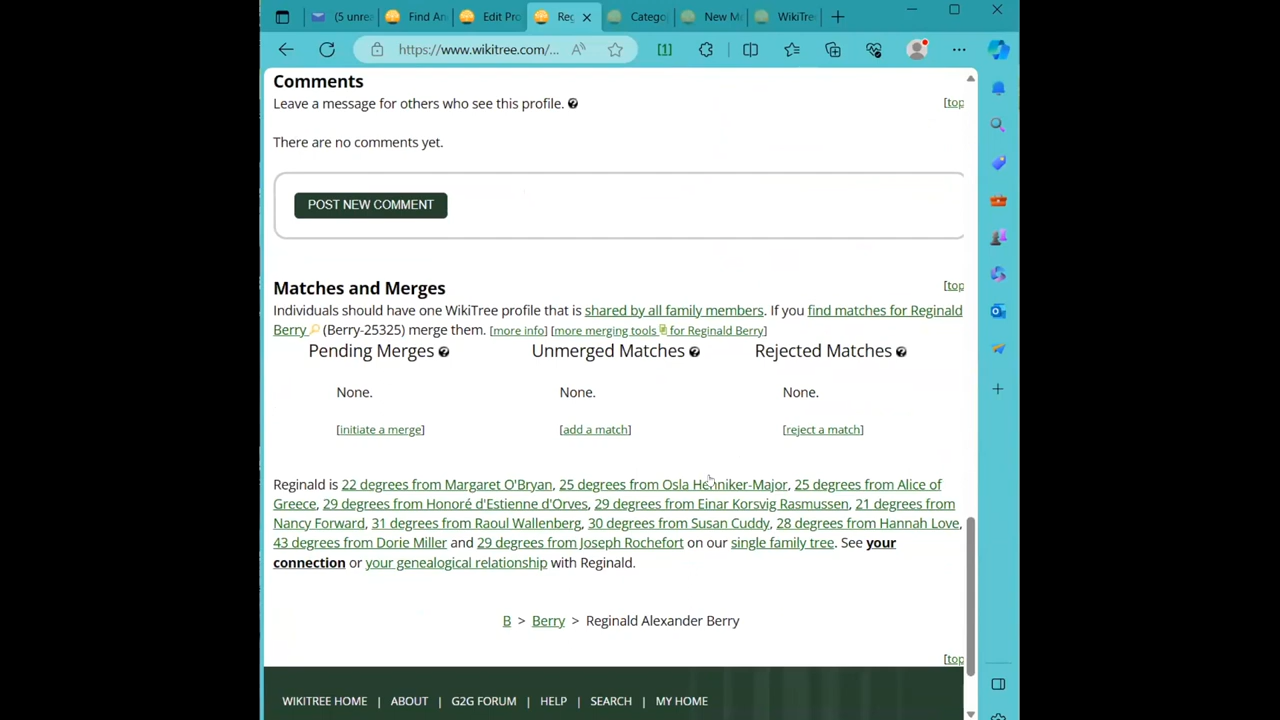 (5 unre
Find An
Edit Pro
Reg
Catego
New M
WikiTre
https://www.wikitree.com/...
[1]
Comments
Leave a message for others who see this profile.
[top
There are no comments yet.
POST NEW COMMENT
Matches and Merges
[top
Individuals should have one WikiTree profile that is shared by all family members. If you find matches for Reginald
Berry (Berry-25325) merge them. [more info] [more merging tools for Reginald Berry]
Pending Merges Unmerged Matches Rejected Matches
None. None. None.
[initiate a merge] [add a match] [reject a match]
Reginald is 22 degrees from Margaret O'Bryan, 25 degrees from Osla Henniker-Major, 25 degrees from Alice of
Greece, 29 degrees from Honoré d'Estienne d'Orves, 29 degrees from Einar Korsvig Rasmussen, 21 degrees from
Nancy Forward, 31 degrees from Raoul Wallenberg, 30 degrees from Susan Cuddy, 28 degrees from Hannah Love,
43 degrees from Dorie Miller and 29 degrees from Joseph Rochefort on our single family tree. See your
connection or your genealogical relationship with Reginald.
B > Berry > Reginald Alexander Berry
[top
WIKITREE HOME | ABOUT | G2G FORUM | HELP | SEARCH | MY HOME